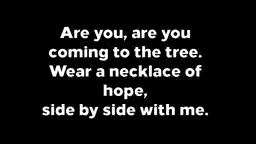 Are you, are you
coming to the tree.
Wear a necklace of
hope,
side by side with me.